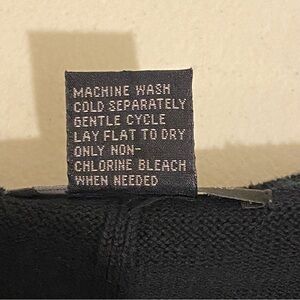 MACHINE WASH
COLD SEPARATELY
GENTLE CYCLE
LAY FLAT TO DRY
ONLY NON-
CHLORINE BLEACH
WHEN NEEDED